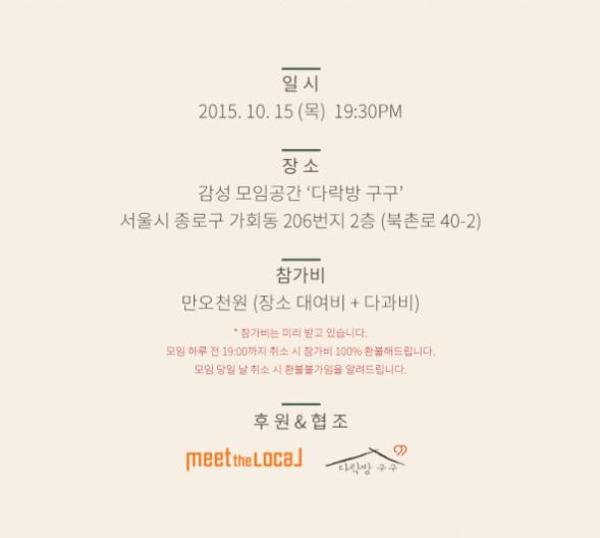 일 시
2015. 10. 15 (목) 19:30PM
장 소
감성 모임공간 ‘다락방 구구’
서울시 종로구 가회동 206번지 2층 (북촌로 40-2)
참가비
만오천원 (장소 대여비 + 다과비)
* 참가비는 미리 받고 있습니다.
모임 하루 전 19:00까지 취소 시 참가비 100% 환불해드립니다.
모임 당일 날 취소 시 환불불가임을 알려드립니다.
후 원 & 협 조
meet the Local
다락방 구구